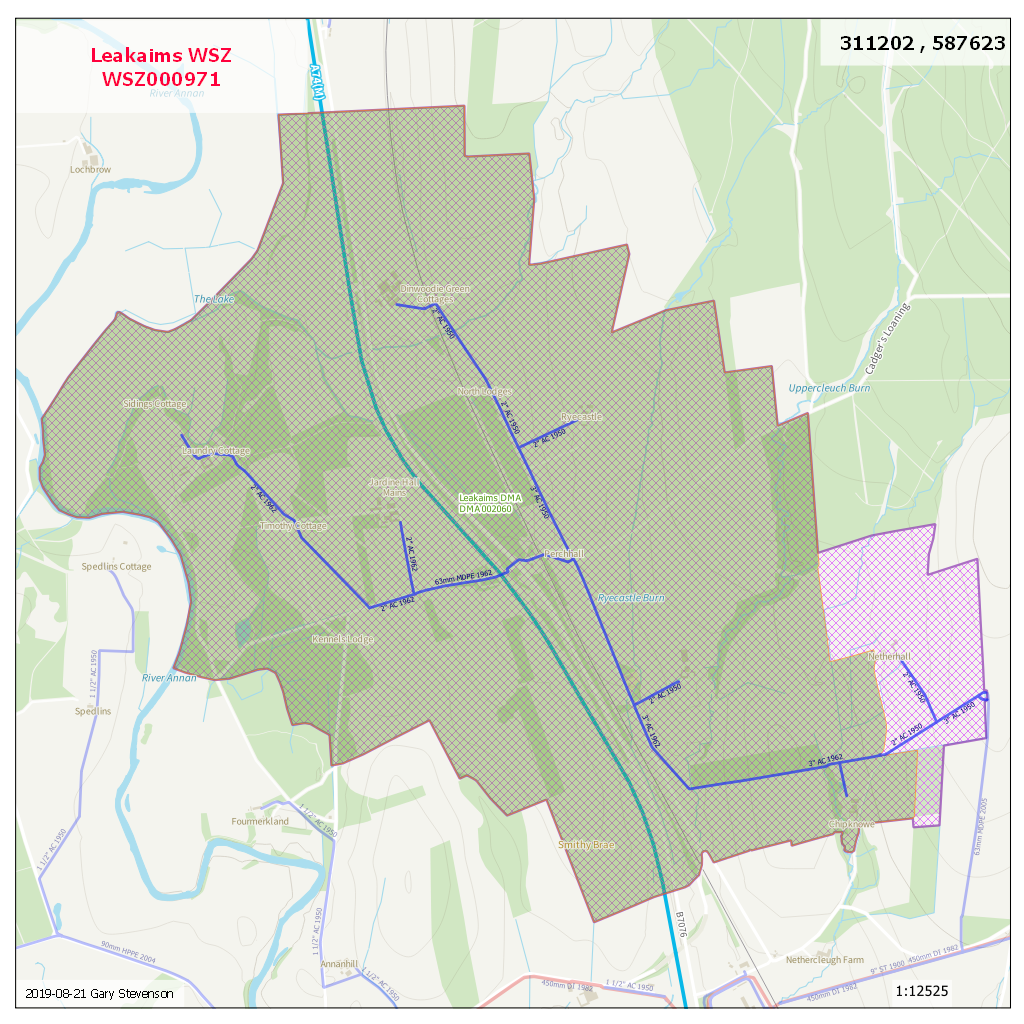 Leakaims WSZ
WSZ000971
311202 , 587623
A74(M)
River Annan
Lochbrow
The Lake
Dinwoodie Green
Cottages
2" AC 1950
Cadger's Loaning
Uppercleuch Burn
North Lodges
Sidings Cottage
2" AC 1950
Ryecastle
2" AC 1950
Laundry Cottage
2" AC 1962
Jardine Hall
Mains
Leakaims DMA
DMA002060
3" AC 1950
Timothy Cottage
2" AC 1962
Porchhall
Spedlins Cottage
63mm MDPE 1962
2" AC 1962
Ryecastle Burn
Kennels Lodge
Netherhall
1 1/2" AC 1950
River Annan
2" AC 1950
2" AC 1950
3" AC 1950
Spedlins
3" AC 1962
2" AC 1950
3" AC 1962
Fourmerkland
1 1/2" AC 1950
1 1/2" AC 1950
Chapknowe
63mm MDPE 2005
Smithy Brae
B7076
1 1/2" AC 1950
90mm HPPE 2004
Annanhill
1 1/2" AC 1950
Nethercleugh Farm
9" ST 1900
450mm DI 1982
450mm DI 1982
1 1/2" AC 1950
450mm DI 1982
2019-08-21 Gary Stevenson
1:12525